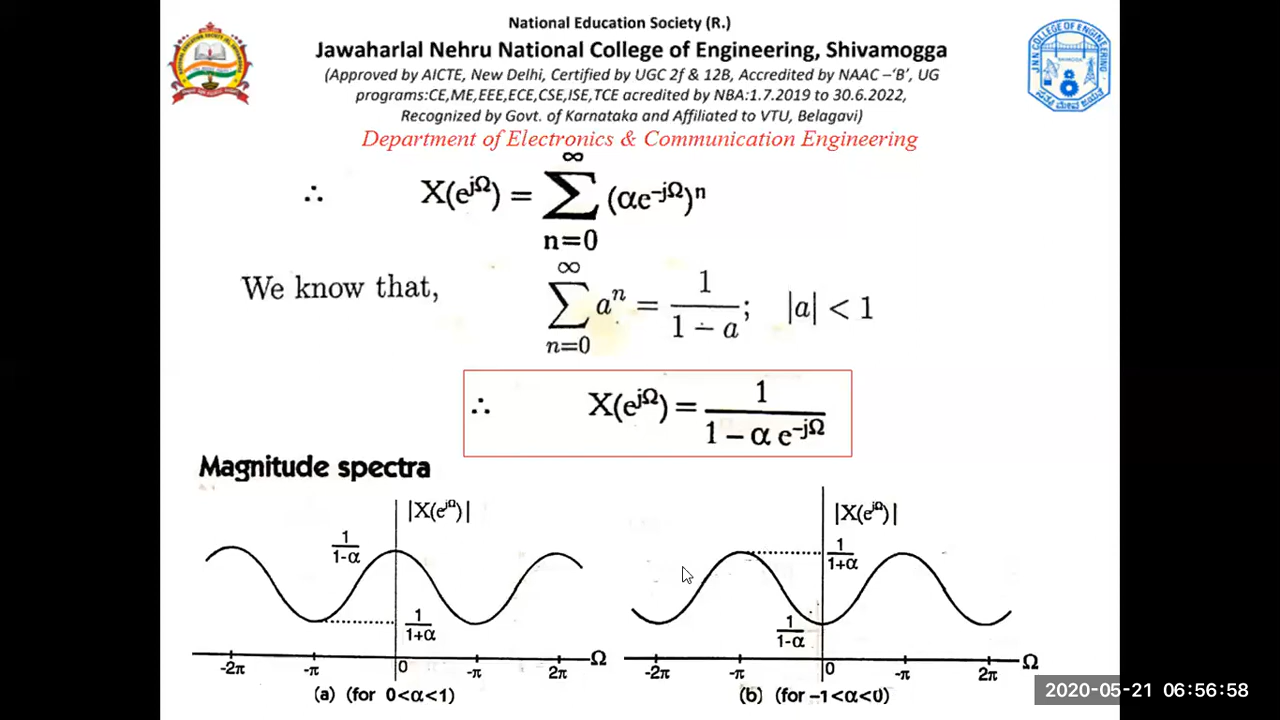 National Education Society (R.)
Jawaharlal Nehru National College of Engineering, Shivamogga
(Approved by AICTE, New Delhi, Certified by UGC 2f & 12B, Accredited by NAAC –‘B’, UG
programs:CE,ME,EEE,ECE,CSE,ISE,TCE acredited by NBA:1.7.2019 to 30.6.2022,
Recognized by Govt. of Karnataka and Affiliated to VTU, Belagavi)
Department of Electronics & Communication Engineering
∴ X(e^jΩ) = ∑_{n=0}^{∞} (αe^–jΩ)^n
We know that, ∑_{n=0}^{∞} a^n = 1/(1 – a); |a| < 1
∴ X(e^jΩ) = 1/(1 – α e^–jΩ)
Magnitude spectra
|X(e^jΩ)|
1/(1-α)
1/(1+α)
-2π -π 0 -π 2π Ω
(a) (for 0<α<1)
|X(e^jΩ)|
1/(1+α)
1/(1-α)
-2π -π 0 -π 2π Ω
(b) (for –1<α<0)
2020-05-21 06:56:58